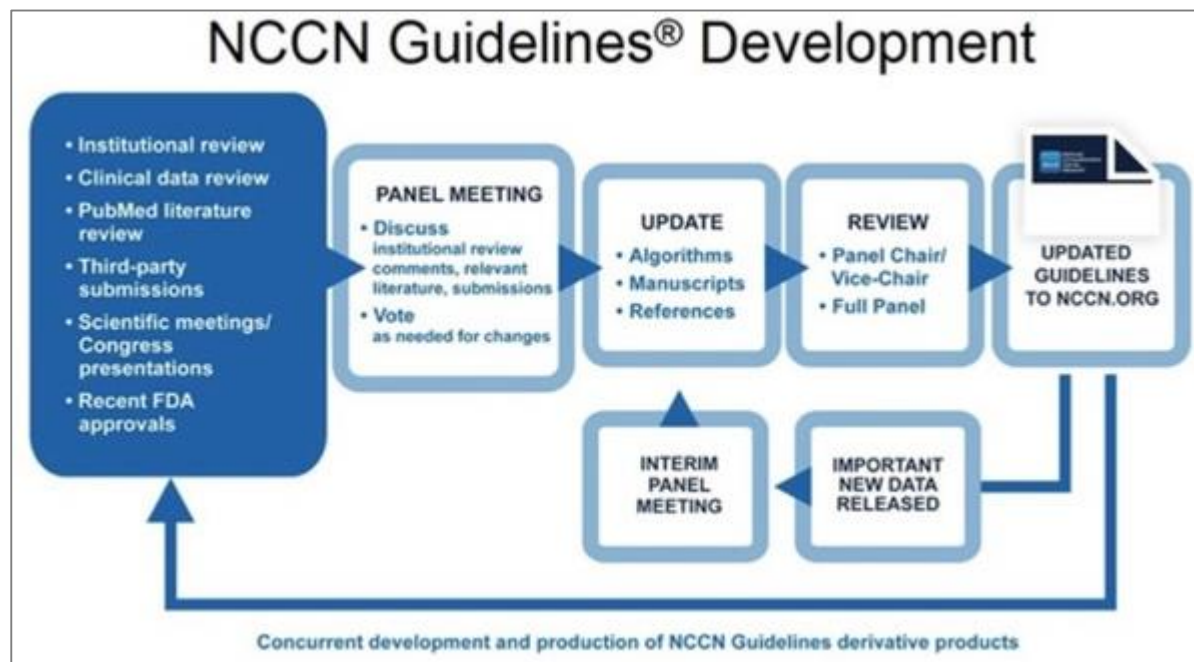 NCCN Guidelines® Development
• Institutional review
• Clinical data review
• PubMed literature
review
• Third-party
submissions
• Scientific meetings/
Congress
presentations
• Recent FDA
approvals
PANEL MEETING
• Discuss
institutional review
comments, relevant
literature, submissions
• Vote
as needed for changes
UPDATE
• Algorithms
• Manuscripts
• References
REVIEW
• Panel Chair/
Vice-Chair
• Full Panel
UPDATED
GUIDELINES
TO NCCN.ORG
INTERIM
PANEL
MEETING
IMPORTANT
NEW DATA
RELEASED
Concurrent development and production of NCCN Guidelines derivative products